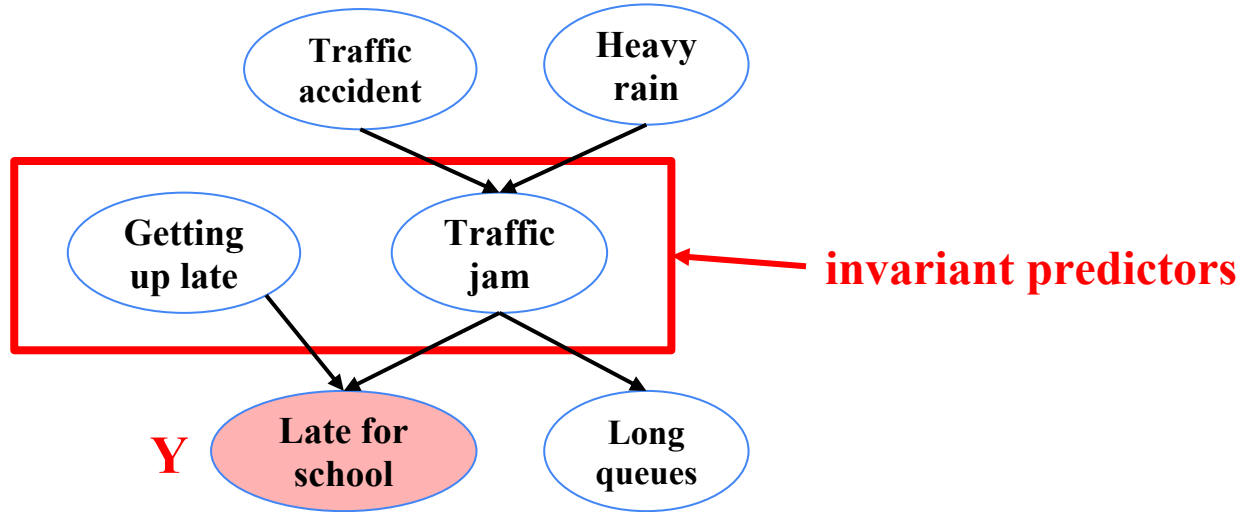 Traffic
accident
Heavy
rain
Getting
up late
Traffic
jam
invariant predictors
Y
Late for
school
Long
queues